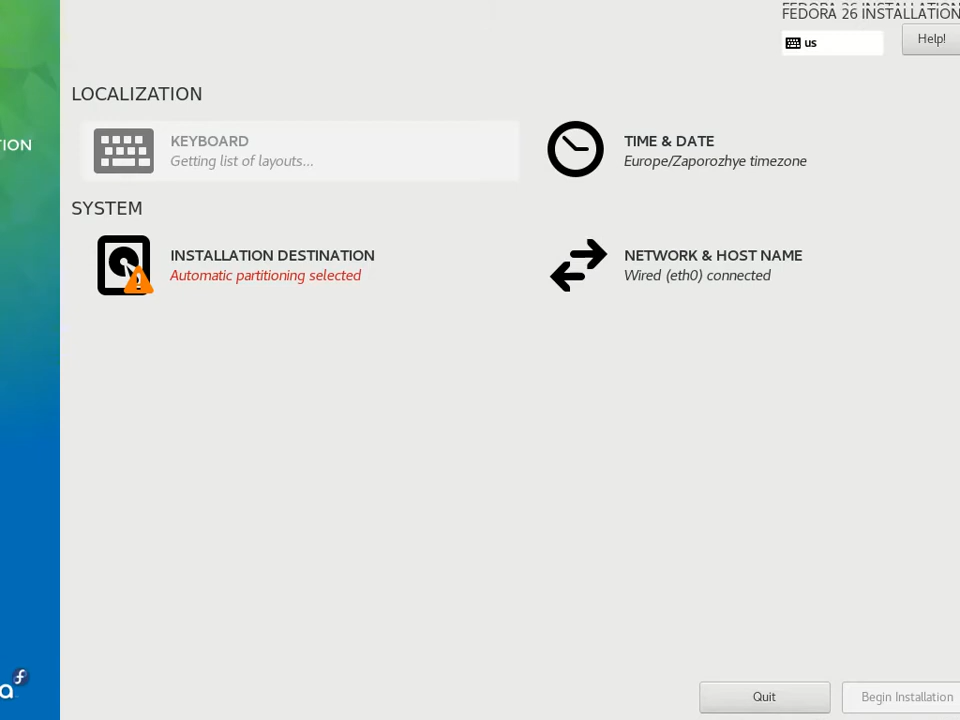 FEDORA 26 INSTALLATION
us
Help!
TION
LOCALIZATION
KEYBOARD
Getting list of layouts...
TIME & DATE
Europe/Zaporozhye timezone
SYSTEM
INSTALLATION DESTINATION
Automatic partitioning selected
NETWORK & HOST NAME
Wired (eth0) connected
a
Quit
Begin Installation